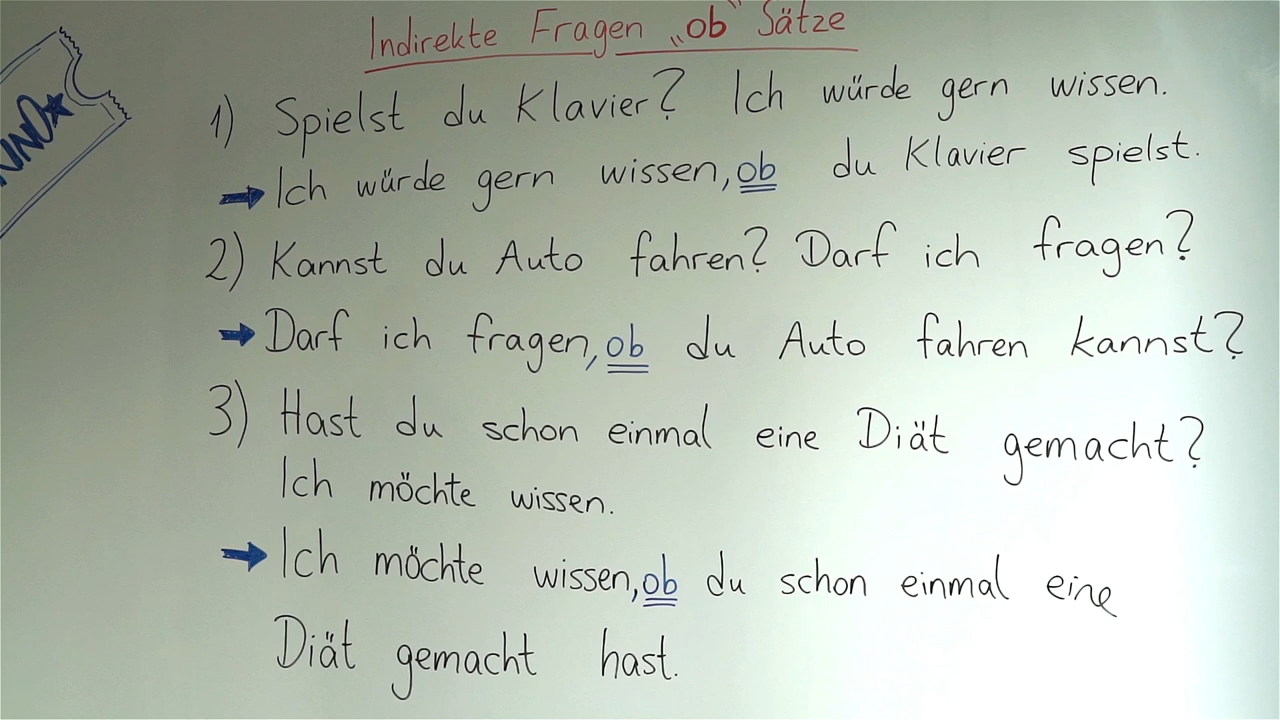 Indirekte Fragen „ob“ Sätze
1) Spielst du Klavier? Ich würde gern wissen.
➡ Ich würde gern wissen, ob du Klavier spielst.
2) Kannst du Auto fahren? Darf ich fragen?
➡ Darf ich fragen, ob du Auto fahren kannst?
3) Hast du schon einmal eine Diät gemacht?
Ich möchte wissen.
➡ Ich möchte wissen, ob du schon einmal eine
Diät gemacht hast.